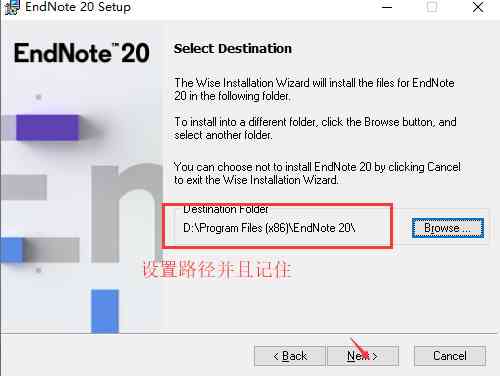 EndNote 20 Setup
EndNote™ 20
Select Destination
The Wise Installation Wizard will install the files for EndNote
20 in the following folder.
To install into a different folder, click the Browse button, and
select another folder.
You can choose not to install EndNote 20 by clicking Cancel
to exit the Wise Installation Wizard.
Destination Folder
D:\Program Files (x86)\EndNote 20\
Browse ...
设置路径并且记住
< Back
Next >
Cancel
En